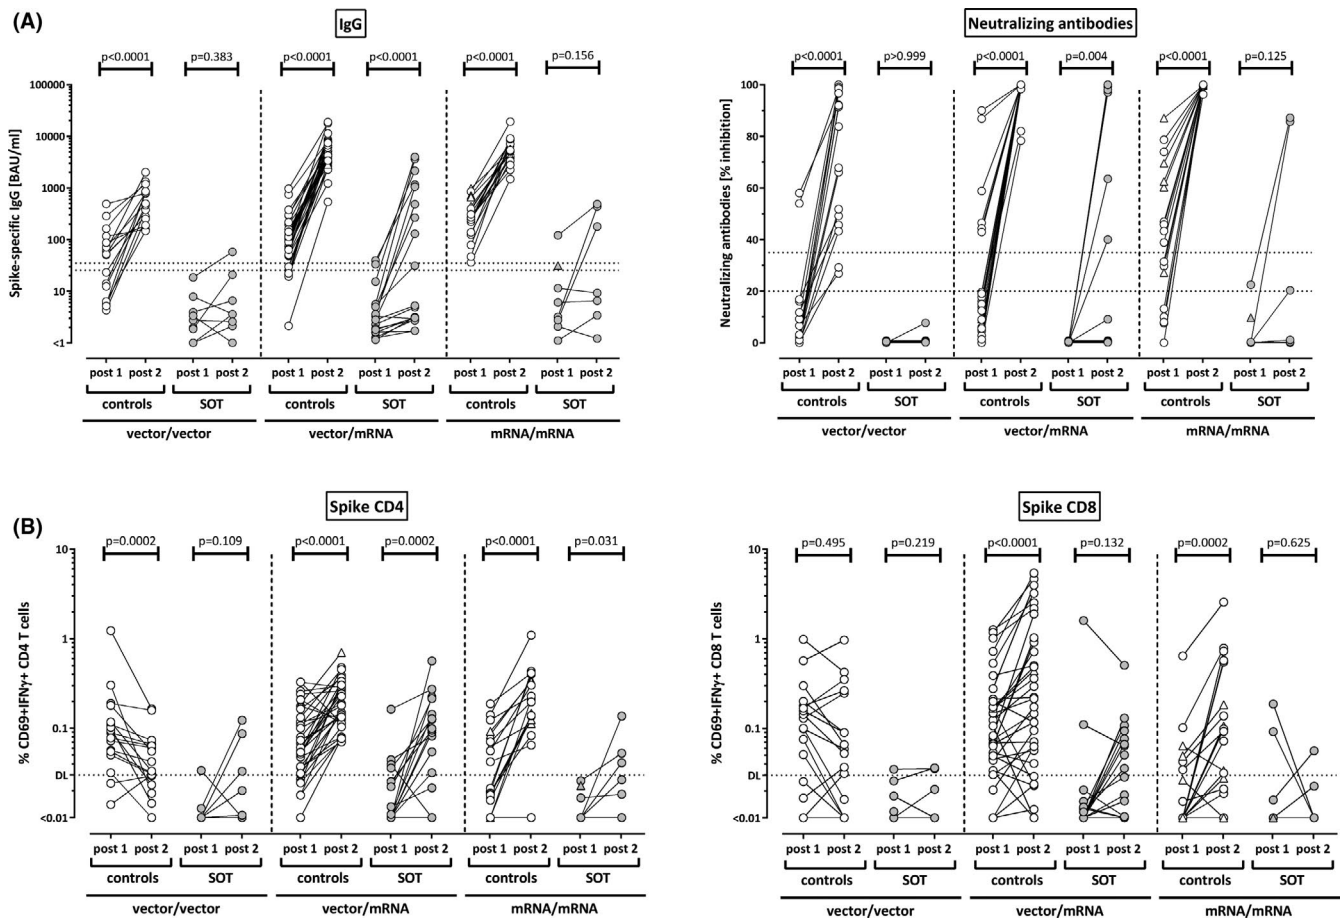 (A)
IgG
Neutralizing antibodies
p<0.0001 p=0.383 p<0.0001 p<0.0001 p<0.0001 p=0.156
p<0.0001 p>0.999 p<0.0001 p=0.004 p<0.0001 p=0.125
Spike-specific IgG [BAU/ml]
100000
10000
1000
100
10
<1
Neutralizing antibodies [% inhibition]
100
80
60
40
20
0
post 1 post 2 post 1 post 2 post 1 post 2 post 1 post 2 post 1 post 2 post 1 post 2
controls SOT controls SOT controls SOT
vector/vector vector/mRNA mRNA/mRNA
post 1 post 2 post 1 post 2 post 1 post 2 post 1 post 2 post 1 post 2 post 1 post 2
controls SOT controls SOT controls SOT
vector/vector vector/mRNA mRNA/mRNA
(B)
Spike CD4
Spike CD8
p=0.0002 p=0.109 p<0.0001 p=0.0002 p<0.0001 p=0.031
p=0.495 p=0.219 p<0.0001 p=0.132 p=0.0002 p=0.625
% CD69+IFNγ+ CD4 T cells
10
1
0.1
DL
<0.01
% CD69+IFNγ+ CD8 T cells
10
1
0.1
DL
<0.01
post 1 post 2 post 1 post 2 post 1 post 2 post 1 post 2 post 1 post 2 post 1 post 2
controls SOT controls SOT controls SOT
vector/vector vector/mRNA mRNA/mRNA
post 1 post 2 post 1 post 2 post 1 post 2 post 1 post 2 post 1 post 2 post 1 post 2
controls SOT controls SOT controls SOT
vector/vector vector/mRNA mRNA/mRNA